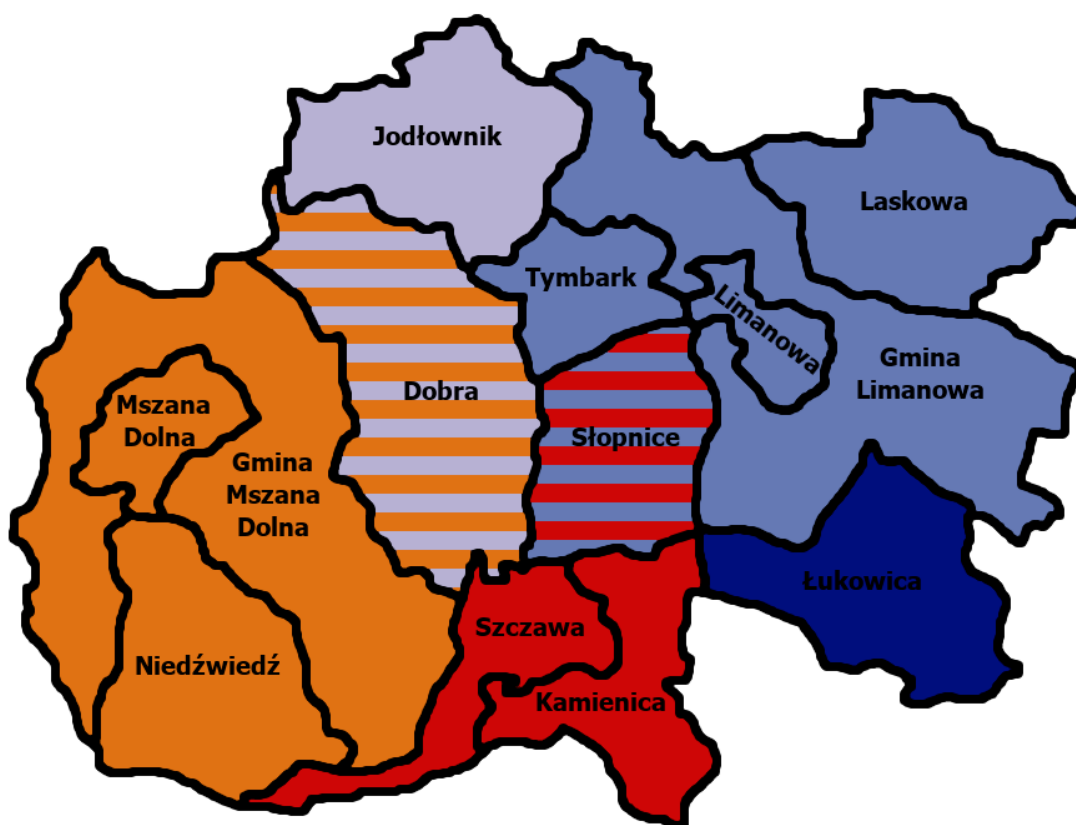 Jodłownik
Laskowa
Tymbark
Limanowa
Gmina
Limanowa
Dobra
Mszana
Dolna
Słopnice
Gmina
Mszana
Dolna
Łukowica
Szczawa
Niedźwiedź
Kamienica